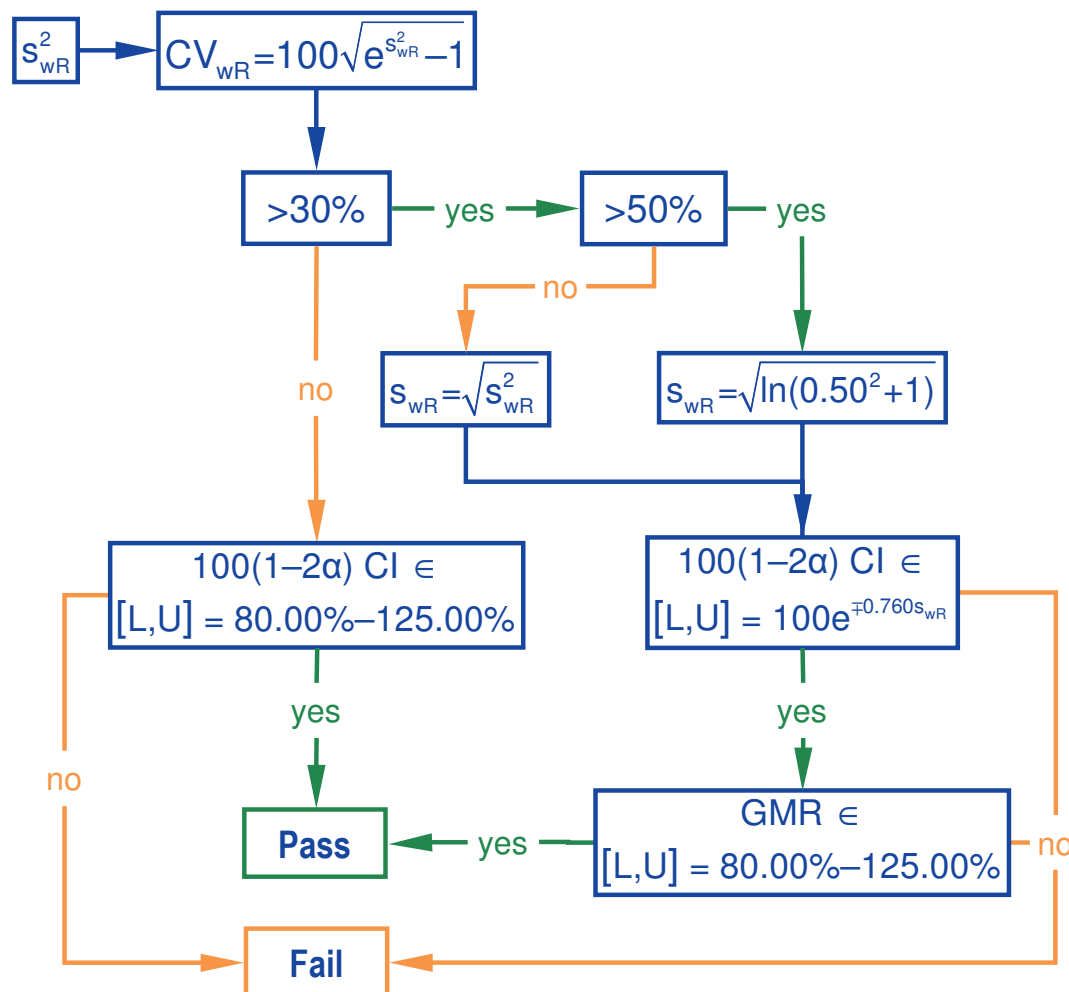 s²wR
CVwR=100√(e^(s²wR)–1)
>30%
yes
>50%
yes
no
no
swR=√(s²wR)
swR=√(ln(0.50²+1))
100(1–2α) CI ∈
[L,U] = 80.00%–125.00%
100(1–2α) CI ∈
[L,U] = 100e^(∓0.760swR)
yes
yes
no
GMR ∈
[L,U] = 80.00%–125.00%
yes
no
Pass
Fail